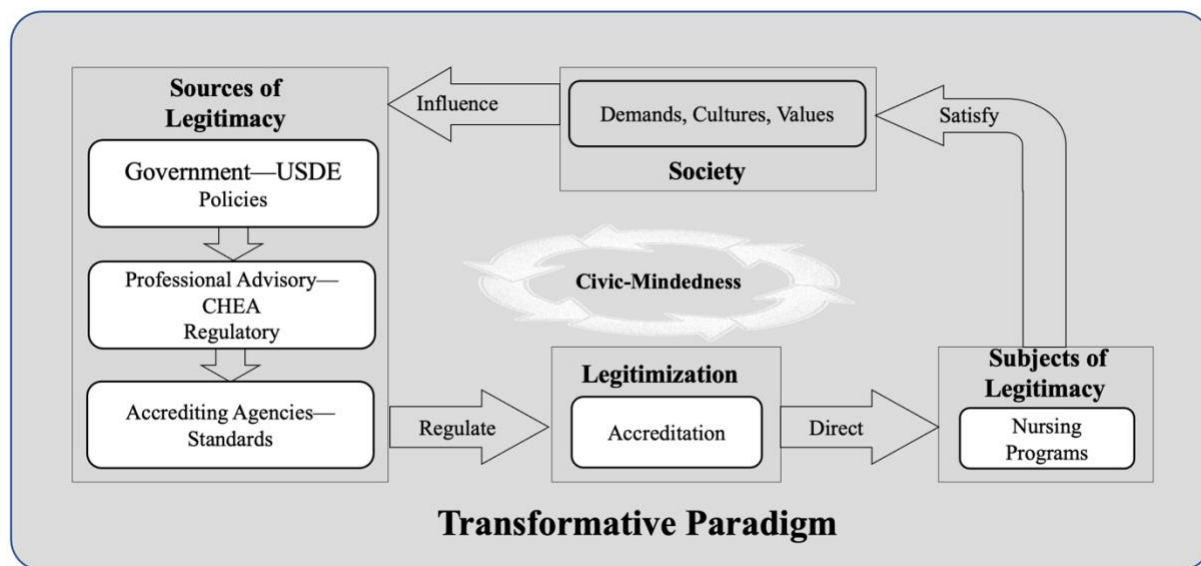 Sources of
Legitimacy
Government—USDE
Policies
Professional Advisory—
CHEA
Regulatory
Accrediting Agencies—
Standards
Influence
Demands, Cultures, Values
Society
Satisfy
Civic-Mindedness
Regulate
Legitimization
Accreditation
Direct
Subjects of
Legitimacy
Nursing
Programs
Transformative Paradigm